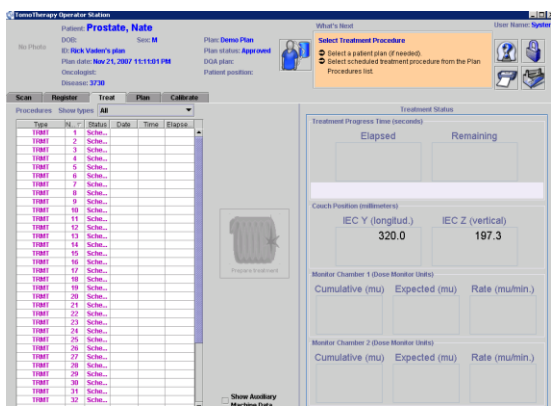 TomoTherapy Operator Station
Patient: Prostate, Nate
DOB: Sex: M
ID: Rick Vaden's plan
Plan date: Nov 21, 2007 11:11:01 PM
Oncologist:
Disease: 3730
No Photo
Plan: Demo Plan
Plan status: Approved
DQA plan:
Patient position:
What's Next
Select Treatment Procedure
Select a patient plan (if needed).
Select scheduled treatment procedure from the Plan
Procedures list.
User Name: System
Scan Register Treat Plan Calibrate
Procedures Show types All
Type N... Status Date Time Elapse...
TRMT 1 Sche...
TRMT 2 Sche...
TRMT 3 Sche...
TRMT 4 Sche...
TRMT 5 Sche...
TRMT 6 Sche...
TRMT 7 Sche...
TRMT 8 Sche...
TRMT 9 Sche...
TRMT 10 Sche...
TRMT 11 Sche...
TRMT 12 Sche...
TRMT 13 Sche...
TRMT 14 Sche...
TRMT 15 Sche...
TRMT 16 Sche...
TRMT 17 Sche...
TRMT 18 Sche...
TRMT 19 Sche...
TRMT 20 Sche...
TRMT 21 Sche...
TRMT 22 Sche...
TRMT 23 Sche...
TRMT 24 Sche...
TRMT 25 Sche...
TRMT 26 Sche...
TRMT 27 Sche...
TRMT 28 Sche...
TRMT 29 Sche...
TRMT 30 Sche...
TRMT 31 Sche...
TRMT 32 Sche...
Prepare treatment
Show Auxiliary
Machine Data
Treatment Status
Treatment Progress Time (seconds)
Elapsed Remaining
Couch Position (millimeters)
IEC Y (longitud.) IEC Z (vertical)
320.0 197.3
Monitor Chamber 1 (Dose Monitor Units)
Cumulative (mu) Expected (mu) Rate (mu/min.)
Monitor Chamber 2 (Dose Monitor Units)
Cumulative (mu) Expected (mu) Rate (mu/min.)